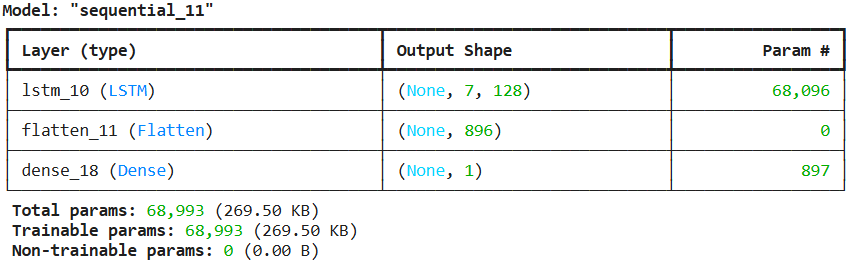 Model: "sequential_11"
Layer (type) Output Shape Param #
lstm_10 (LSTM) (None, 7, 128) 68,096
flatten_11 (Flatten) (None, 896) 0
dense_18 (Dense) (None, 1) 897
Total params: 68,993 (269.50 KB)
Trainable params: 68,993 (269.50 KB)
Non-trainable params: 0 (0.00 B)